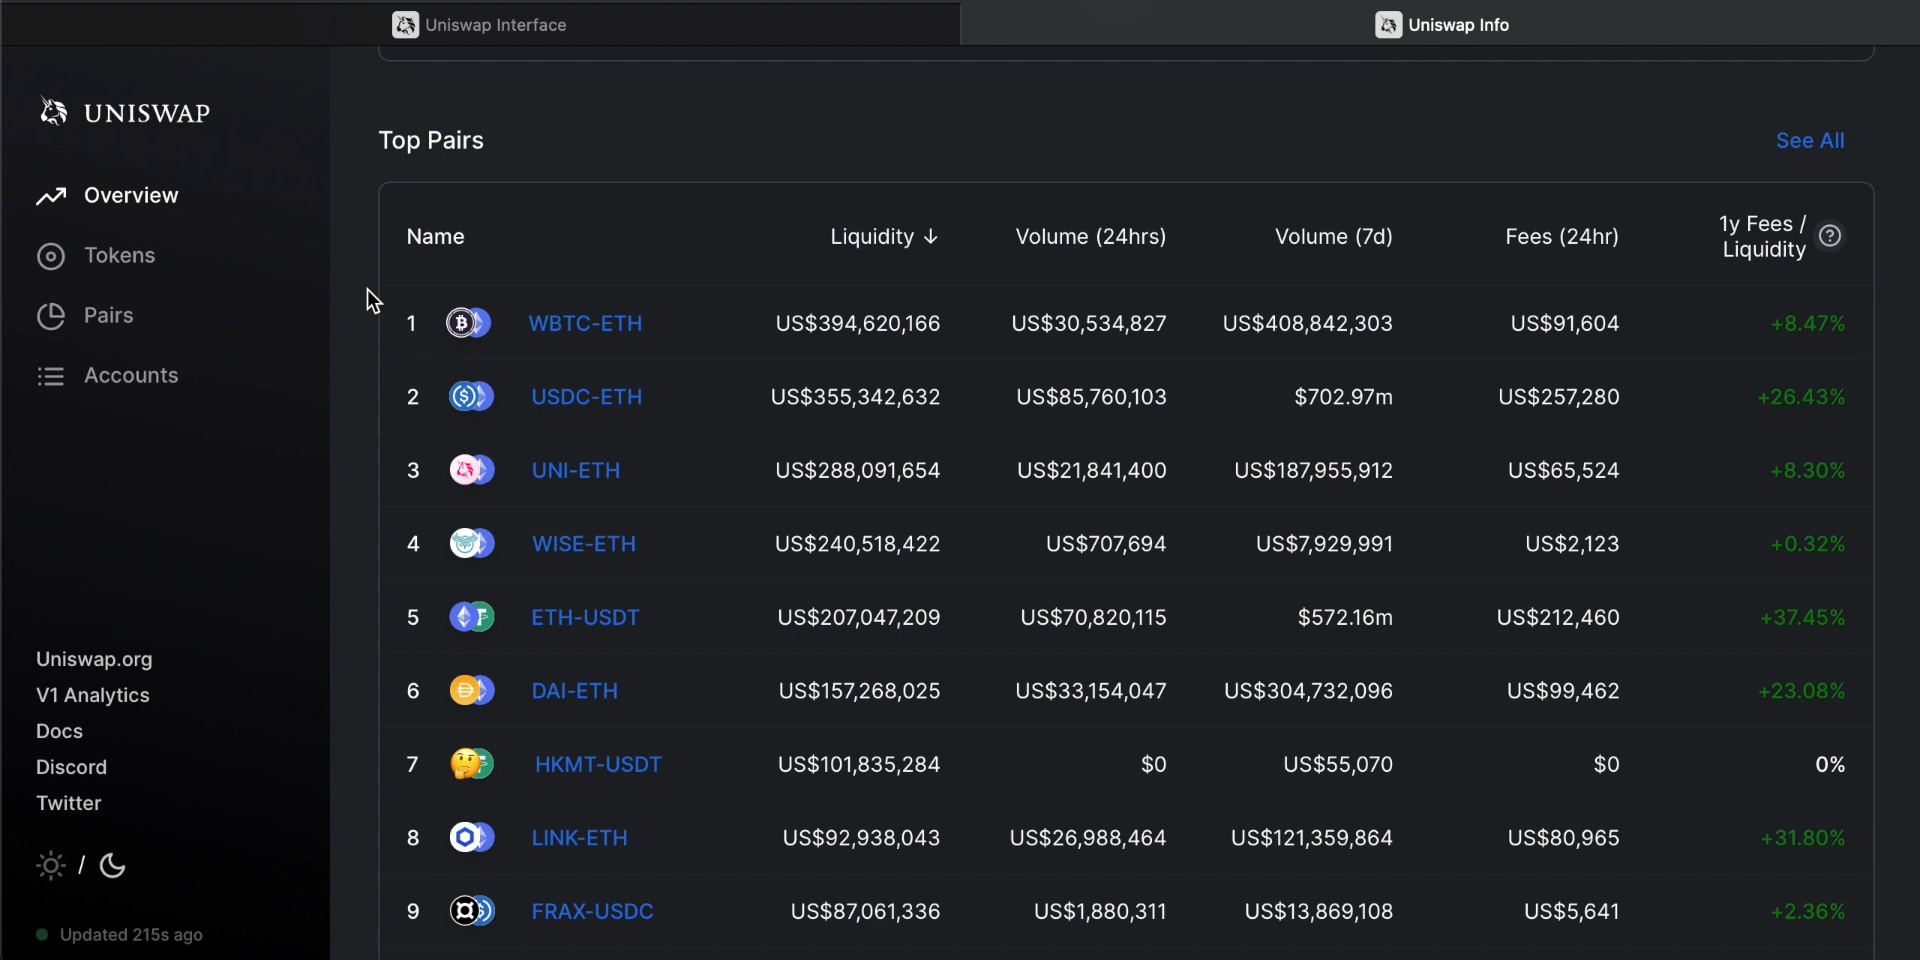 Uniswap Interface
Uniswap Info
UNISWAP
Overview
Tokens
Pairs
Accounts
Uniswap.org
V1 Analytics
Docs
Discord
Twitter
/
Updated 215s ago
Top Pairs
See All
Name Liquidity ↓ Volume (24hrs) Volume (7d) Fees (24hr) 1y Fees /
Liquidity ?
1 WBTC-ETH US$394,620,166 US$30,534,827 US$408,842,303 US$91,604 +8.47%
2 USDC-ETH US$355,342,632 US$85,760,103 $702.97m US$257,280 +26.43%
3 UNI-ETH US$288,091,654 US$21,841,400 US$187,955,912 US$65,524 +8.30%
4 WISE-ETH US$240,518,422 US$707,694 US$7,929,991 US$2,123 +0.32%
5 ETH-USDT US$207,047,209 US$70,820,115 $572.16m US$212,460 +37.45%
6 DAI-ETH US$157,268,025 US$33,154,047 US$304,732,096 US$99,462 +23.08%
7 HKMT-USDT US$101,835,284 $0 US$55,070 $0 0%
8 LINK-ETH US$92,938,043 US$26,988,464 US$121,359,864 US$80,965 +31.80%
9 FRAX-USDC US$87,061,336 US$1,880,311 US$13,869,108 US$5,641 +2.36%